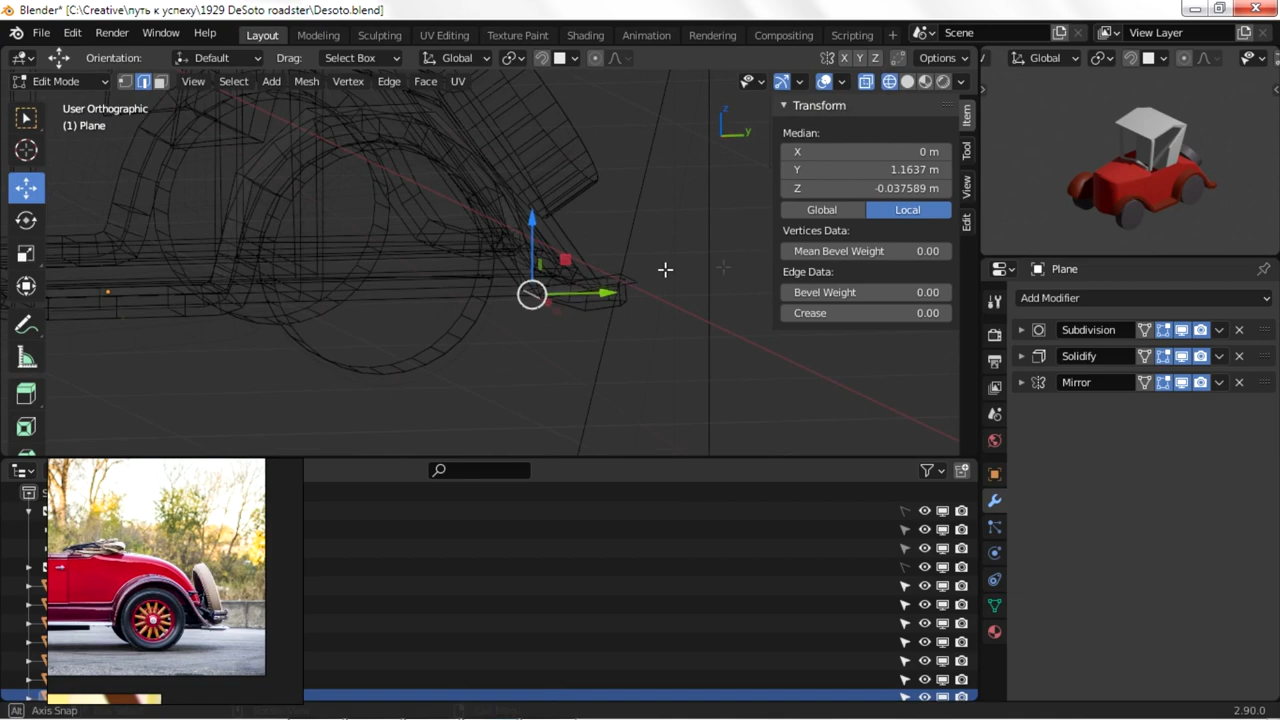 Blender* [C:\Creative\путь к успеху\1929 DeSoto roadster\Desoto.blend]
File Edit Render Window Help Layout Modeling Sculpting UV Editing Texture Paint Shading Animation Rendering Compositing Scripting Scene View Layer
Orientation: Default Drag: Select Box Global X Y Z Options Global
Edit Mode View Select Add Mesh Vertex Edge Face UV
User Orthographic
(1) Plane
z
y
Transform
Median:
X 0 m
Y 1.1637 m
Z -0.037589 m
Global Local
Vertices Data:
Mean Bevel Weight 0.00
Edge Data:
Bevel Weight 0.00
Crease 0.00
Item
Tool
View
Edit
Plane
Add Modifier
Subdivision
Solidify
Mirror
S
Alt Axis Snap
2.90.0